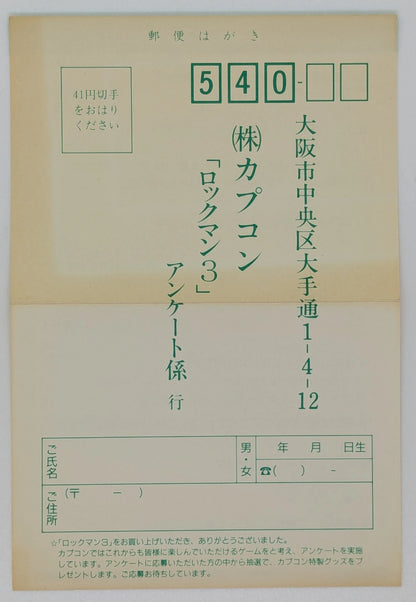 郵便はがき
41円切手
をおはり
ください
540-
大阪市中央区大手通1-4-12
㈱カプコン
「ロックマン3」
アンケート係 行
ご氏名
男・女
年 月 日生
☎( ) -
ご住所
(〒 - )
☆「ロックマン3」をお買い上げいただき、ありがとうございました。
カプコンではこれからも皆様に楽しんでいただけるゲームをと考え、アンケートを実施
しています。アンケートに応募いただいた方の中から抽選で、カプコン特製グッズをプ
レゼントします。ご応募お待ちしています。